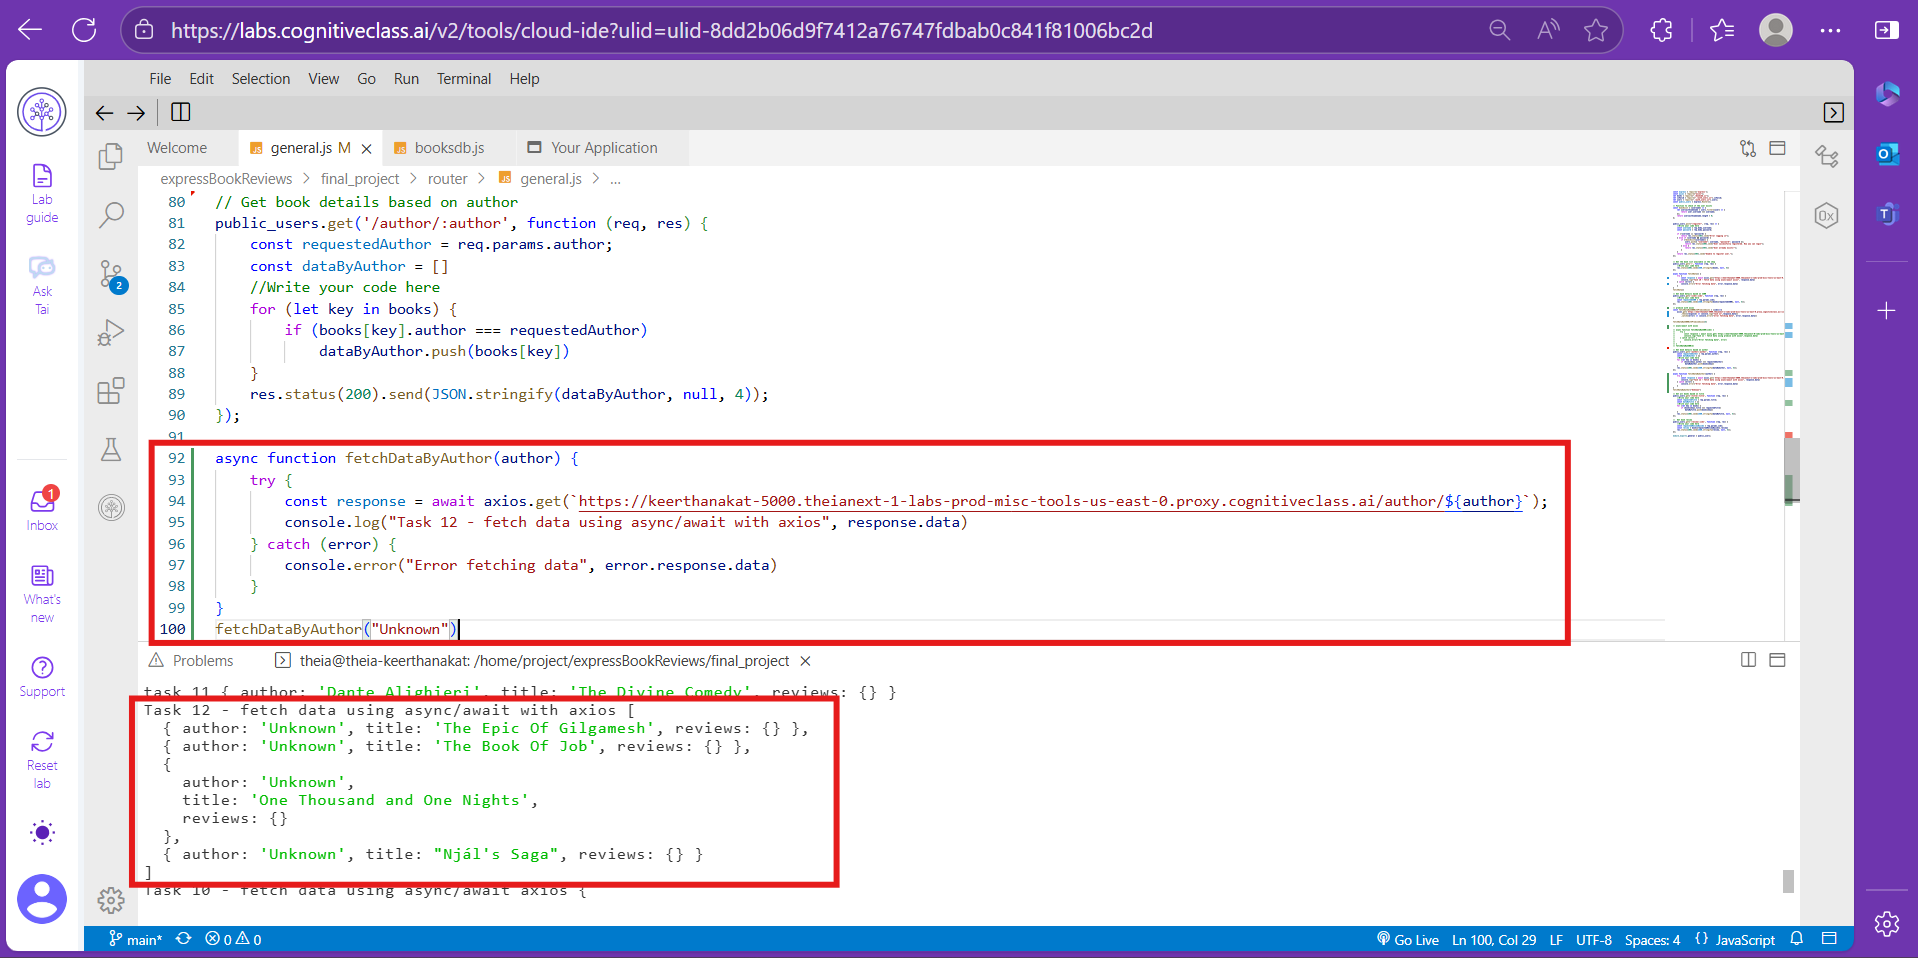 https://labs.cognitiveclass.ai/v2/tools/cloud-ide?ulid=ulid-8dd2b06d9f7412a76747fdbab0c841f81006bc2d
File Edit Selection View Go Run Terminal Help
Welcome general.js M booksdb.js Your Application
expressBookReviews > final_project > router > general.js > ...
Lab guide
Ask Tai
1
Inbox
What's new
Support
Reset lab
2
80 // Get book details based on author
81 public_users.get('/author/:author', function (req, res) {
82 const requestedAuthor = req.params.author;
83 const dataByAuthor = []
84 //Write your code here
85 for (let key in books) {
86 if (books[key].author === requestedAuthor)
87 dataByAuthor.push(books[key])
88 }
89 res.status(200).send(JSON.stringify(dataByAuthor, null, 4));
90 });
91
92 async function fetchDataByAuthor(author) {
93 try {
94 const response = await axios.get(`https://keerthanakat-5000.theianext-1-labs-prod-misc-tools-us-east-0.proxy.cognitiveclass.ai/author/${author}`);
95 console.log("Task 12 - fetch data using async/await with axios", response.data)
96 } catch (error) {
97 console.error("Error fetching data", error.response.data)
98 }
99 }
100 fetchDataByAuthor("Unknown")
Problems theia@theia-keerthanakat: /home/project/expressBookReviews/final_project
task 11 { author: 'Dante Alighieri', title: 'The Divine Comedy', reviews: {} }
Task 12 - fetch data using async/await with axios [
{ author: 'Unknown', title: 'The Epic Of Gilgamesh', reviews: {} },
{ author: 'Unknown', title: 'The Book Of Job', reviews: {} },
{
author: 'Unknown',
title: 'One Thousand and One Nights',
reviews: {}
},
{ author: 'Unknown', title: "Njál's Saga", reviews: {} }
]
Task 10 - fetch data using async/await axios {
main* 0 0 Go Live Ln 100, Col 29 LF UTF-8 Spaces: 4 {} JavaScript